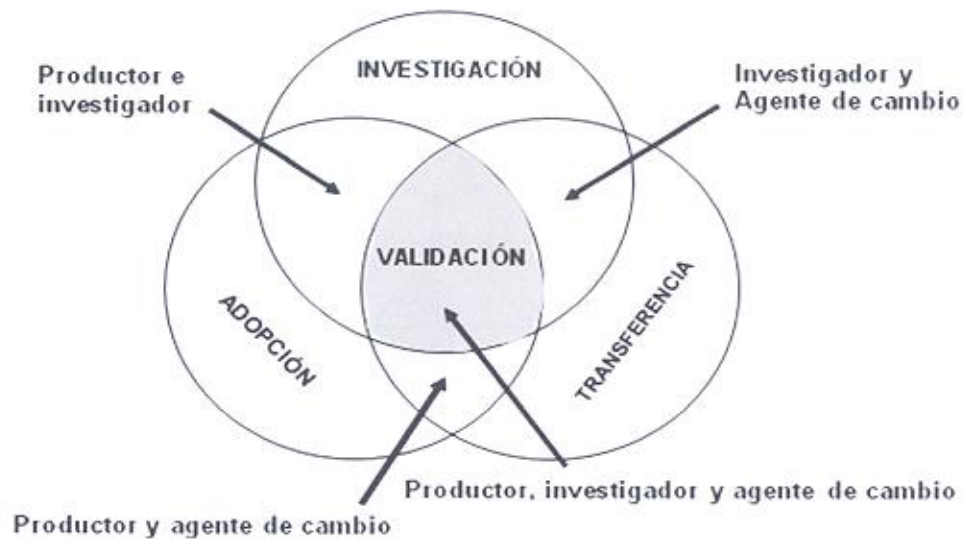 INVESTIGACIÓN
Productor e
investigador
Investigador y
Agente de cambio
VALIDACIÓN
ADOPCIÓN
TRANSFERENCIA
Productor, investigador y agente de cambio
Productor y agente de cambio